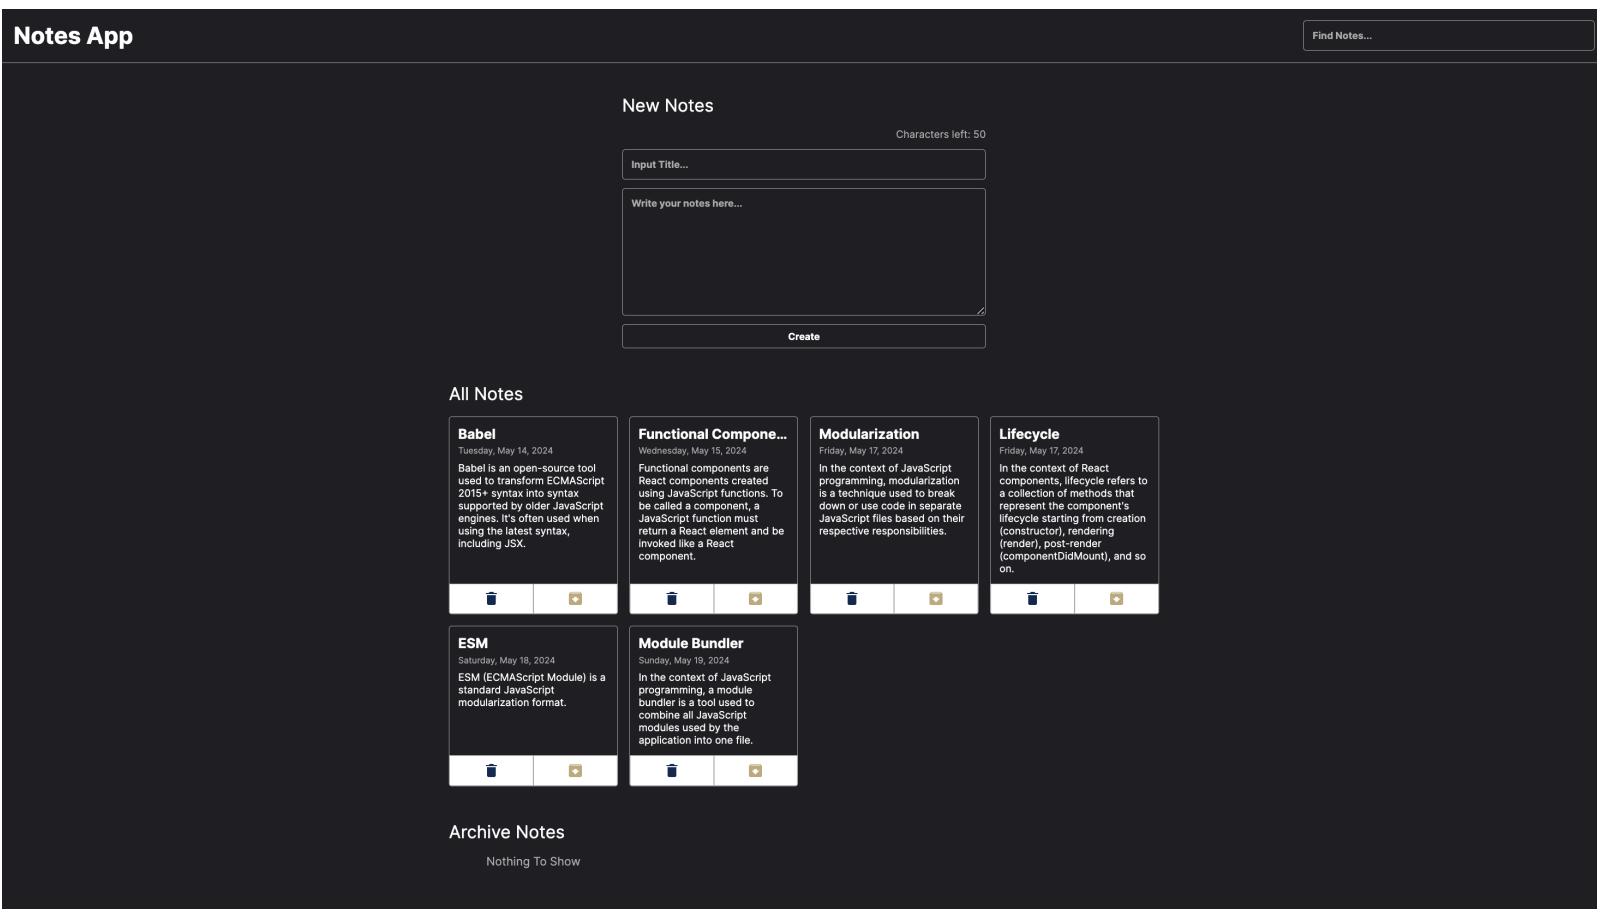 Notes App
Find Notes...
New Notes
Characters left: 50
Input Title...
Write your notes here...
Create
All Notes
Babel
Tuesday, May 14, 2024
Babel is an open-source tool
used to transform ECMAScript
2015+ syntax into syntax
supported by older JavaScript
engines. It's often used when
using the latest syntax,
including JSX.
Functional Compone...
Wednesday, May 15, 2024
Functional components are
React components created
using JavaScript functions. To
be called a component, a
JavaScript function must
return a React element and be
invoked like a React
component.
Modularization
Friday, May 17, 2024
In the context of JavaScript
programming, modularization
is a technique used to break
down or use code in separate
JavaScript files based on their
respective responsibilities.
Lifecycle
Friday, May 17, 2024
In the context of React
components, lifecycle refers to
a collection of methods that
represent the component's
lifecycle starting from creation
(constructor), rendering
(render), post-render
(componentDidMount), and so
on.
ESM
Saturday, May 18, 2024
ESM (ECMAScript Module) is a
standard JavaScript
modularization format.
Module Bundler
Sunday, May 19, 2024
In the context of JavaScript
programming, a module
bundler is a tool used to
combine all JavaScript
modules used by the
application into one file.
Archive Notes
Nothing To Show